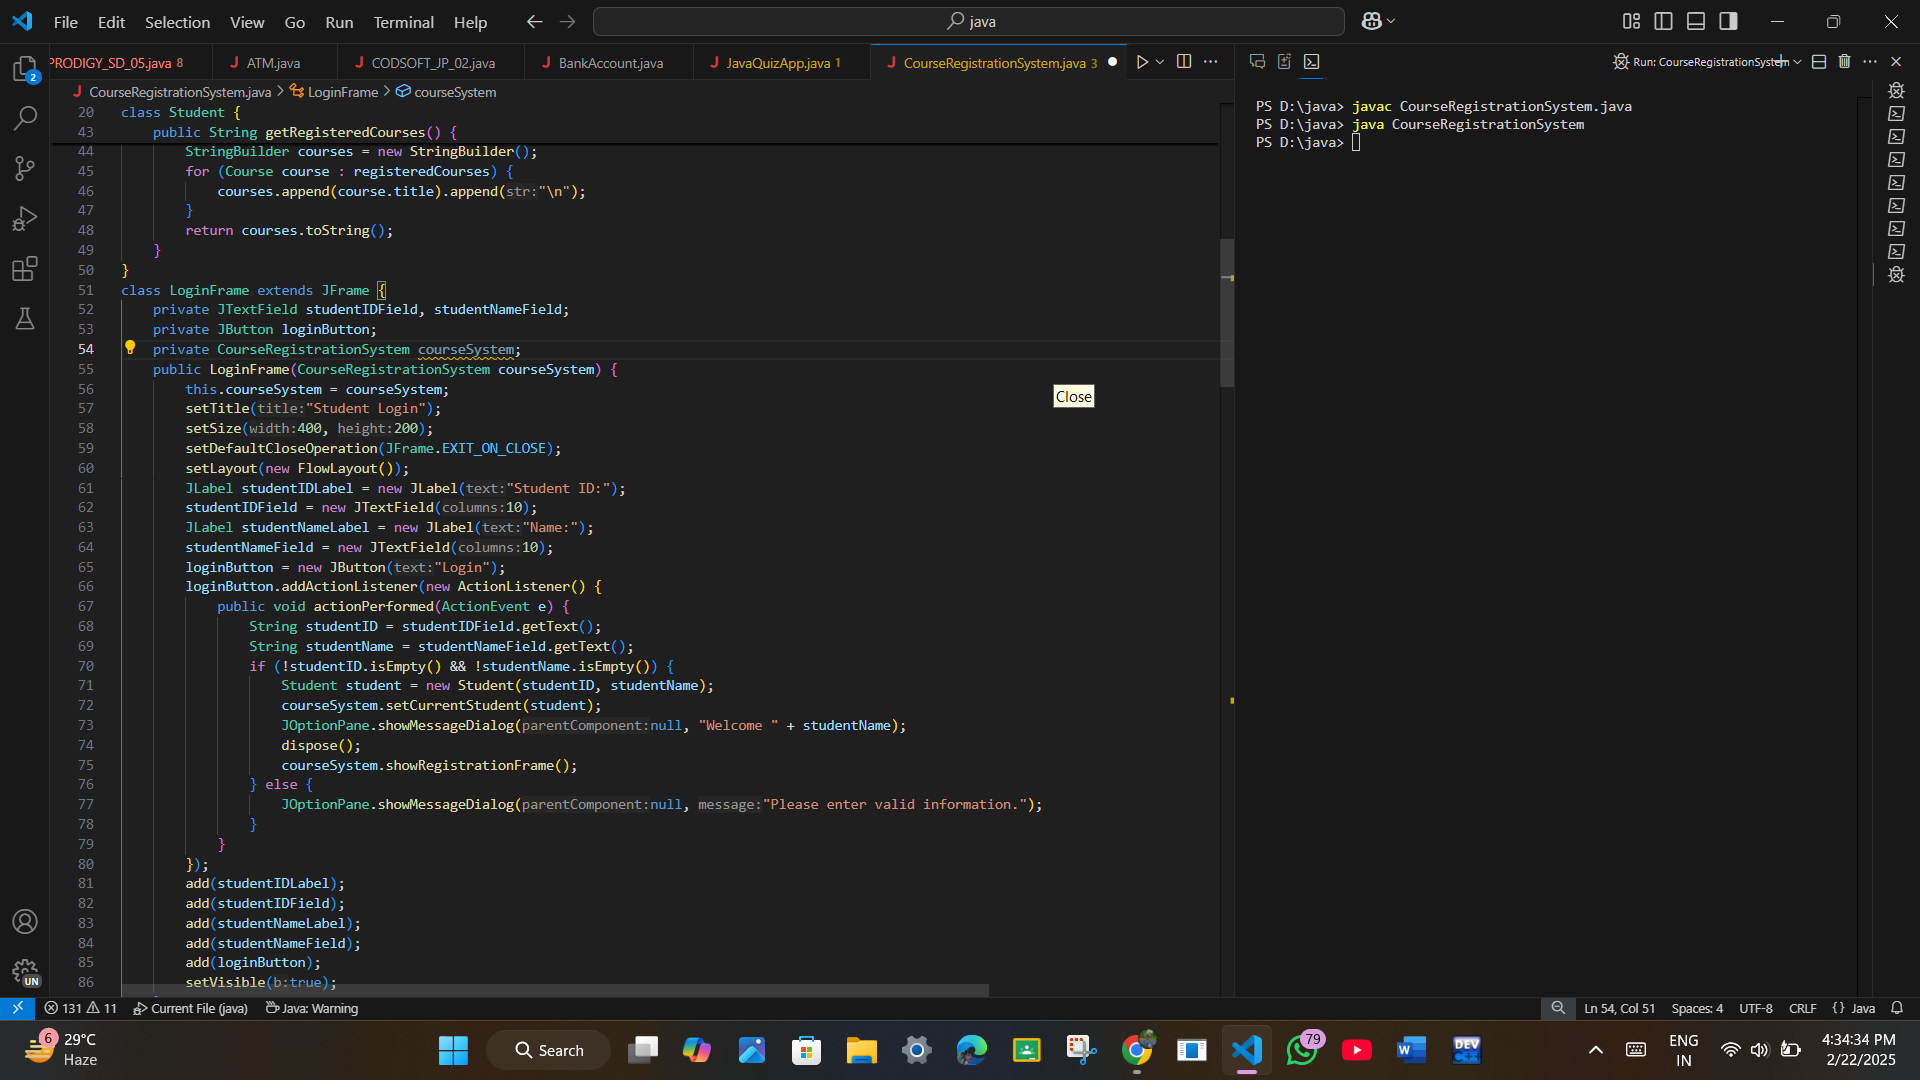 File Edit Selection View Go Run Terminal Help
java
PRODIGY_SD_05.java 8
ATM.java
CODSOFT_JP_02.java
BankAccount.java
JavaQuizApp.java 1
CourseRegistrationSystem.java 3
Run: CourseRegistrationSystem
CourseRegistrationSystem.java > LoginFrame > courseSystem
20 class Student {
43 public String getRegisteredCourses() {
44 StringBuilder courses = new StringBuilder();
45 for (Course course : registeredCourses) {
46 courses.append(course.title).append(str:"\n");
47 }
48 return courses.toString();
49 }
50 }
51 class LoginFrame extends JFrame {
52 private JTextField studentIDField, studentNameField;
53 private JButton loginButton;
54 private CourseRegistrationSystem courseSystem;
55 public LoginFrame(CourseRegistrationSystem courseSystem) {
56 this.courseSystem = courseSystem;
57 setTitle(title:"Student Login");
58 setSize(width:400, height:200);
59 setDefaultCloseOperation(JFrame.EXIT_ON_CLOSE);
60 setLayout(new FlowLayout());
61 JLabel studentIDLabel = new JLabel(text:"Student ID:");
62 studentIDField = new JTextField(columns:10);
63 JLabel studentNameLabel = new JLabel(text:"Name:");
64 studentNameField = new JTextField(columns:10);
65 loginButton = new JButton(text:"Login");
66 loginButton.addActionListener(new ActionListener() {
67 public void actionPerformed(ActionEvent e) {
68 String studentID = studentIDField.getText();
69 String studentName = studentNameField.getText();
70 if (!studentID.isEmpty() && !studentName.isEmpty()) {
71 Student student = new Student(studentID, studentName);
72 courseSystem.setCurrentStudent(student);
73 JOptionPane.showMessageDialog(parentComponent:null, "Welcome " + studentName);
74 dispose();
75 courseSystem.showRegistrationFrame();
76 } else {
77 JOptionPane.showMessageDialog(parentComponent:null, message:"Please enter valid information.");
78 }
79 }
80 });
81 add(studentIDLabel);
82 add(studentIDField);
83 add(studentNameLabel);
84 add(studentNameField);
85 add(loginButton);
86 setVisible(b:true);
Close
PS D:\java> javac CourseRegistrationSystem.java
PS D:\java> java CourseRegistrationSystem
PS D:\java>
2
UN
131 11 Current File (java) Java: Warning
Ln 54, Col 51 Spaces: 4 UTF-8 CRLF {} Java
6
29°C
Haze
Search
79
W
DEV
C++
ENG
IN
4:34:34 PM
2/22/2025